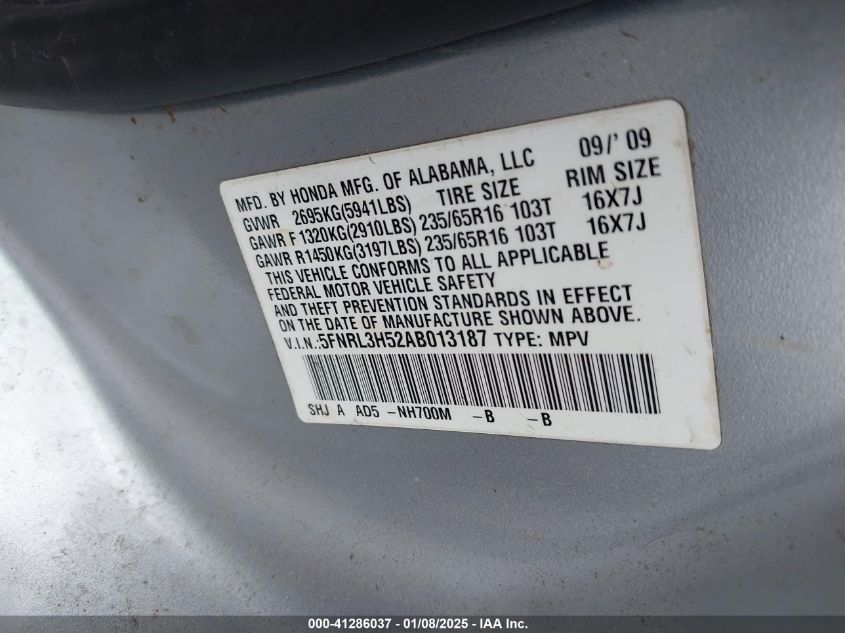 MFD. BY HONDA MFG. OF ALABAMA, LLC 09/' 09
GVWR 2695KG(5941LBS) TIRE SIZE RIM SIZE
GAWR F1320KG(2910LBS) 235/65R16 103T 16X7J
GAWR R1450KG(3197LBS) 235/65R16 103T 16X7J
THIS VEHICLE CONFORMS TO ALL APPLICABLE
FEDERAL MOTOR VEHICLE SAFETY
AND THEFT PREVENTION STANDARDS IN EFFECT
ON THE DATE OF MANUFACTURE SHOWN ABOVE.
V.I.N.:5FNRL3H52AB013187 TYPE: MPV
SHJ A AD5 -NH700M -B -B
000-41286037 - 01/08/2025 - IAA Inc.